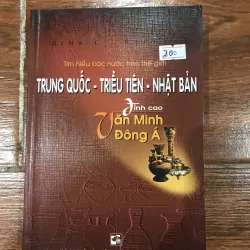 GINA L.
200
Tìm hiểu các nước trên thế giới
TRUNG QUỐC - TRIỀU TIÊN - NHẬT BẢN
Đỉnh cao
Văn Minh
Đông Á